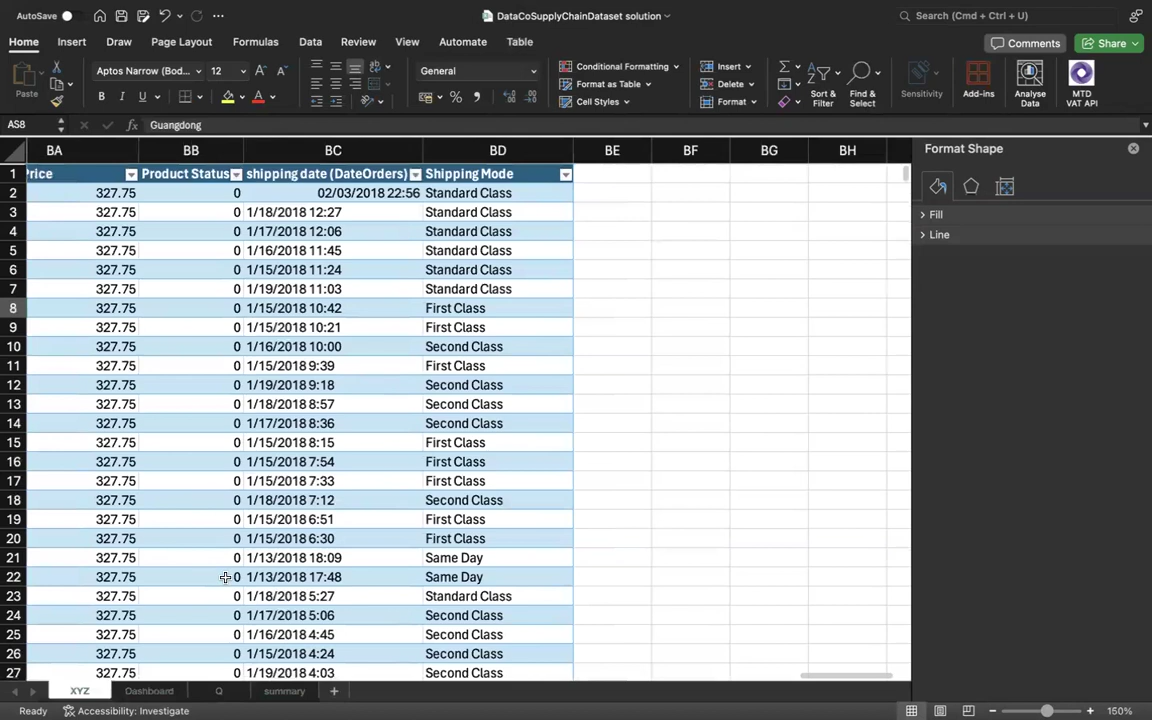 AutoSave
DataCoSupplyChainDataset solution
Search (Cmd + Ctrl + U)
Home Insert Draw Page Layout Formulas Data Review View Automate Table
Comments Share
Paste
Aptos Narrow (Bod... 12
B I U
General
Conditional Formatting
Format as Table
Cell Styles
Insert
Delete
Format
Sort & Filter
Find & Select
Sensitivity
Add-ins
Analyse Data
MTD VAT API
AS8 fx Guangdong
Format Shape
Fill
Line
BA BB BC BD BE BF BG BH
1 Price Product Status shipping date (DateOrders) Shipping Mode
2 327.75 0 02/03/2018 22:56 Standard Class
3 327.75 0 1/18/2018 12:27 Standard Class
4 327.75 0 1/17/2018 12:06 Standard Class
5 327.75 0 1/16/2018 11:45 Standard Class
6 327.75 0 1/15/2018 11:24 Standard Class
7 327.75 0 1/19/2018 11:03 Standard Class
8 327.75 0 1/15/2018 10:42 First Class
9 327.75 0 1/15/2018 10:21 First Class
10 327.75 0 1/16/2018 10:00 Second Class
11 327.75 0 1/15/2018 9:39 First Class
12 327.75 0 1/19/2018 9:18 Second Class
13 327.75 0 1/18/2018 8:57 Second Class
14 327.75 0 1/17/2018 8:36 Second Class
15 327.75 0 1/15/2018 8:15 First Class
16 327.75 0 1/15/2018 7:54 First Class
17 327.75 0 1/15/2018 7:33 First Class
18 327.75 0 1/18/2018 7:12 Second Class
19 327.75 0 1/15/2018 6:51 First Class
20 327.75 0 1/15/2018 6:30 First Class
21 327.75 0 1/13/2018 18:09 Same Day
22 327.75 0 1/13/2018 17:48 Same Day
23 327.75 0 1/18/2018 5:27 Standard Class
24 327.75 0 1/17/2018 5:06 Second Class
25 327.75 0 1/16/2018 4:45 Second Class
26 327.75 0 1/15/2018 4:24 Second Class
27 327.75 0 1/19/2018 4:03 Second Class
XYZ Dashboard Q summary
Ready Accessibility: Investigate 150%